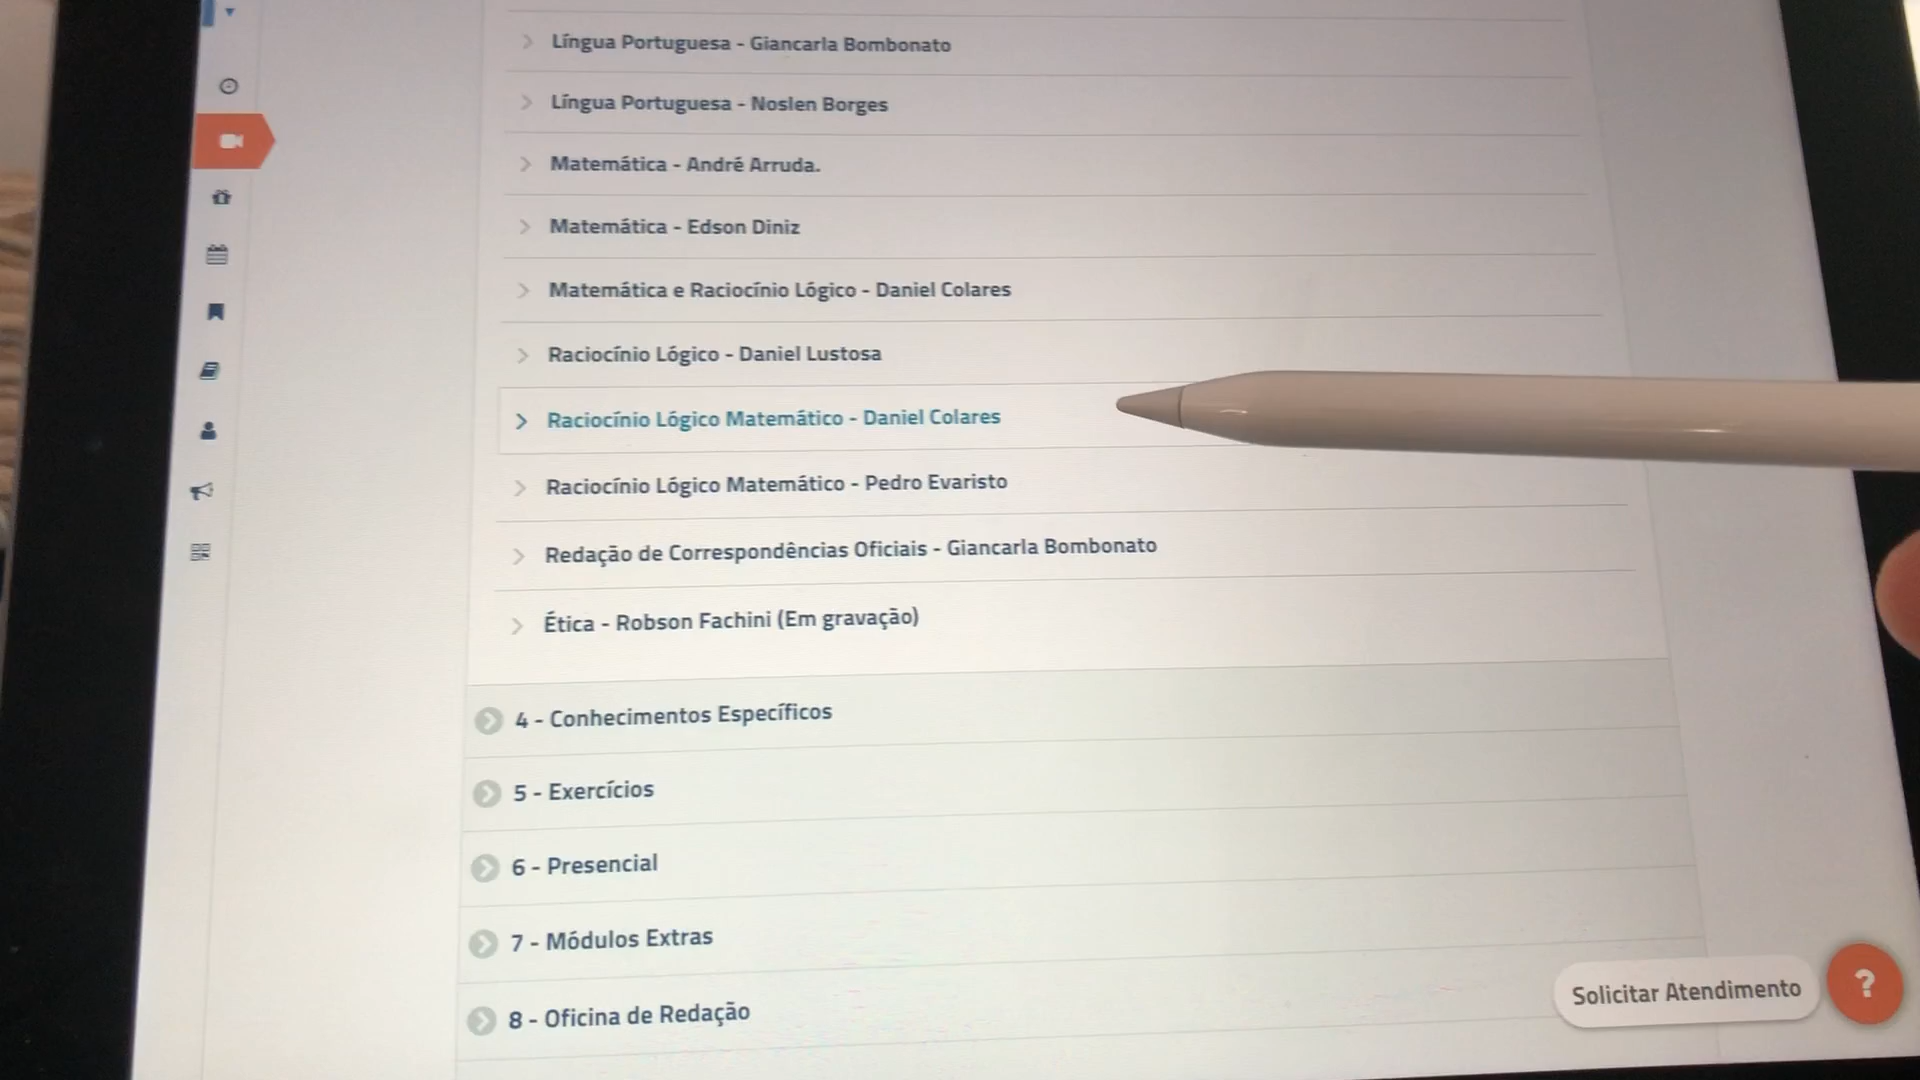 Língua Portuguesa - Giancarla Bombonato
Língua Portuguesa - Noslen Borges
Matemática - André Arruda.
Matemática - Edson Diniz
Matemática e Raciocínio Lógico - Daniel Colares
Raciocínio Lógico - Daniel Lustosa
Raciocínio Lógico Matemático - Daniel Colares
Raciocínio Lógico Matemático - Pedro Evaristo
Redação de Correspondências Oficiais - Giancarla Bombonato
Ética - Robson Fachini (Em gravação)
4 - Conhecimentos Específicos
5 - Exercícios
6 - Presencial
7 - Módulos Extras
8 - Oficina de Redação
Solicitar Atendimento
?